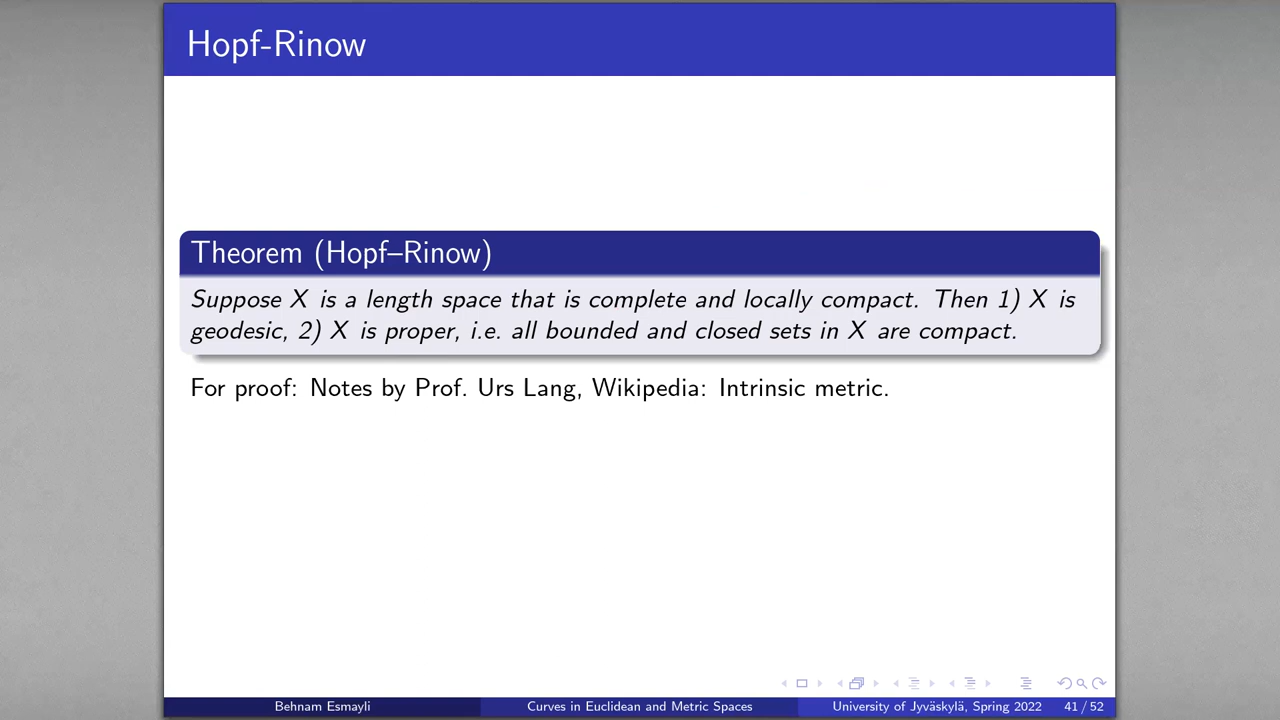 Hopf-Rinow
Theorem (Hopf–Rinow)
Suppose X is a length space that is complete and locally compact. Then 1) X is
geodesic, 2) X is proper, i.e. all bounded and closed sets in X are compact.
For proof: Notes by Prof. Urs Lang, Wikipedia: Intrinsic metric.
Behnam Esmayli Curves in Euclidean and Metric Spaces University of Jyväskylä, Spring 2022 41 / 52